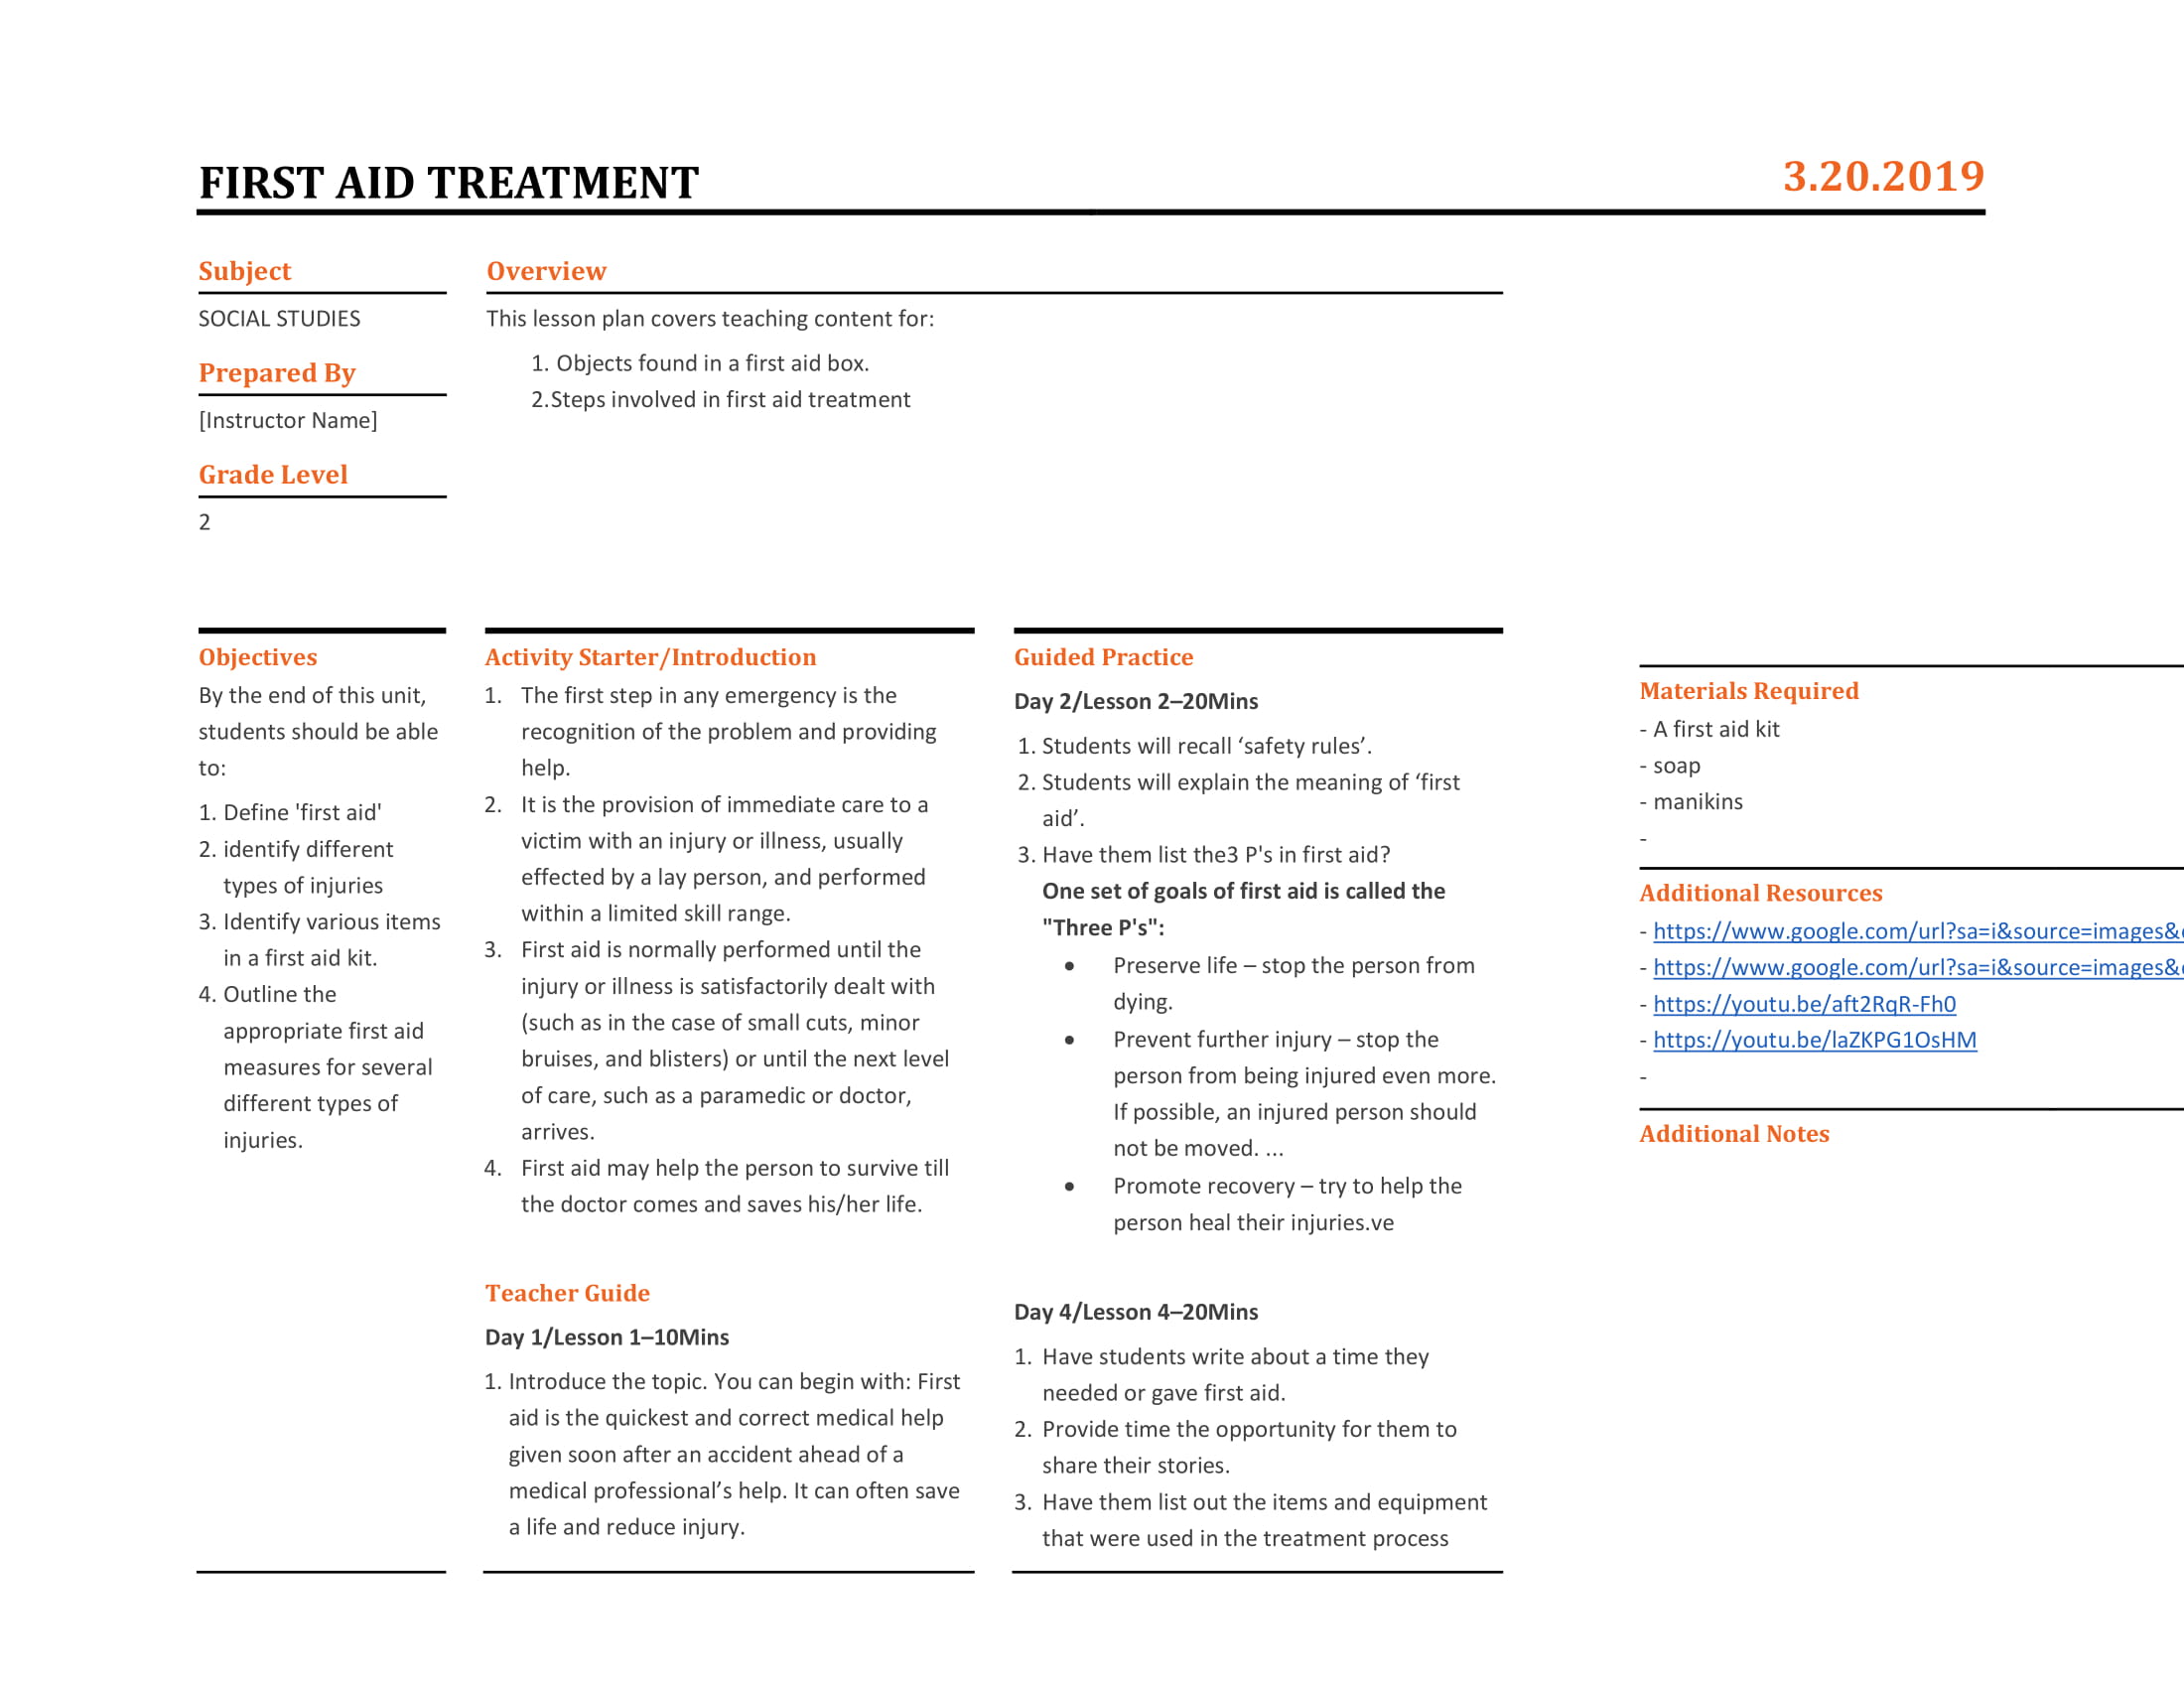 FIRST AID TREATMENT
3.20.2019
Subject
SOCIAL STUDIES
Prepared By
[Instructor Name]
Grade Level
2
Overview
This lesson plan covers teaching content for:
1. Objects found in a first aid box.
2.Steps involved in first aid treatment
Objectives
By the end of this unit,
students should be able
to:
1. Define 'first aid'
2. identify different
types of injuries
3. Identify various items
in a first aid kit.
4. Outline the
appropriate first aid
measures for several
different types of
injuries.
Activity Starter/Introduction
1. The first step in any emergency is the
recognition of the problem and providing
help.
2. It is the provision of immediate care to a
victim with an injury or illness, usually
effected by a lay person, and performed
within a limited skill range.
3. First aid is normally performed until the
injury or illness is satisfactorily dealt with
(such as in the case of small cuts, minor
bruises, and blisters) or until the next level
of care, such as a paramedic or doctor,
arrives.
4. First aid may help the person to survive till
the doctor comes and saves his/her life.
Teacher Guide
Day 1/Lesson 1–10Mins
1. Introduce the topic. You can begin with: First
aid is the quickest and correct medical help
given soon after an accident ahead of a
medical professional’s help. It can often save
a life and reduce injury.
Guided Practice
Day 2/Lesson 2–20Mins
1. Students will recall ‘safety rules’.
2. Students will explain the meaning of ‘first
aid’.
3. Have them list the3 P's in first aid?
One set of goals of first aid is called the
"Three P's":
• Preserve life – stop the person from
dying.
• Prevent further injury – stop the
person from being injured even more.
If possible, an injured person should
not be moved. ...
• Promote recovery – try to help the
person heal their injuries.ve
Day 4/Lesson 4–20Mins
1. Have students write about a time they
needed or gave first aid.
2. Provide time the opportunity for them to
share their stories.
3. Have them list out the items and equipment
that were used in the treatment process
Materials Required
- A first aid kit
- soap
- manikins
-
Additional Resources
- https://www.google.com/url?sa=i&source=images&
- https://www.google.com/url?sa=i&source=images&
- https://youtu.be/aft2RqR-Fh0
- https://youtu.be/laZKPG1OsHM
-
Additional Notes